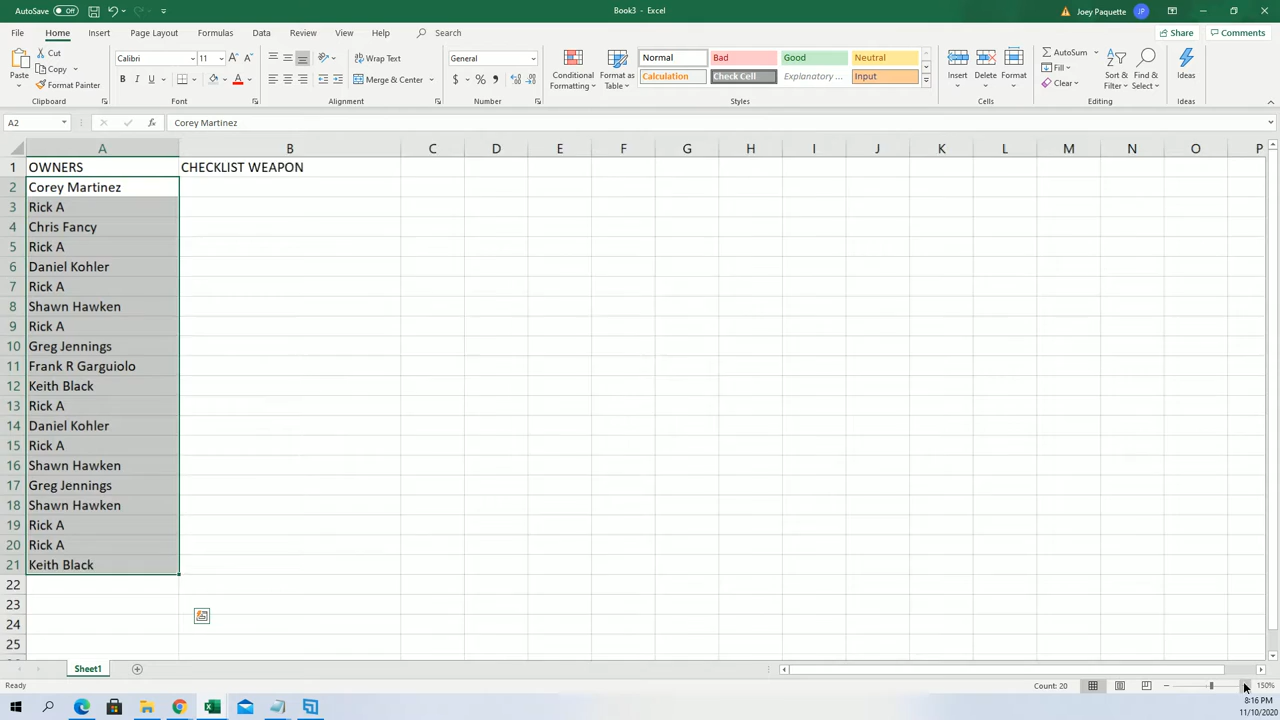 AutoSave Off Book3 - Excel Joey Paquette JP
File Home Insert Page Layout Formulas Data Review View Help Search Share Comments
Paste Cut Copy Format Painter Clipboard
Calibri 11 A A B I U A Font
ab Wrap Text Merge & Center Alignment
General $ % , Number
Conditional Formatting Format as Table Normal Bad Good Neutral Calculation Check Cell Explanatory ... Input Styles
Insert Delete Format Cells
AutoSum Fill Clear Sort & Filter Find & Select Editing
Ideas Ideas
A2 fx Corey Martinez
A B C D E F G H I J K L M N O P
1 OWNERS CHECKLIST WEAPON
2 Corey Martinez
3 Rick A
4 Chris Fancy
5 Rick A
6 Daniel Kohler
7 Rick A
8 Shawn Hawken
9 Rick A
10 Greg Jennings
11 Frank R Garguiolo
12 Keith Black
13 Rick A
14 Daniel Kohler
15 Rick A
16 Shawn Hawken
17 Greg Jennings
18 Shawn Hawken
19 Rick A
20 Rick A
21 Keith Black
22
23
24
25
Sheet1
Ready Count: 20 150%
8:16 PM
11/10/2020